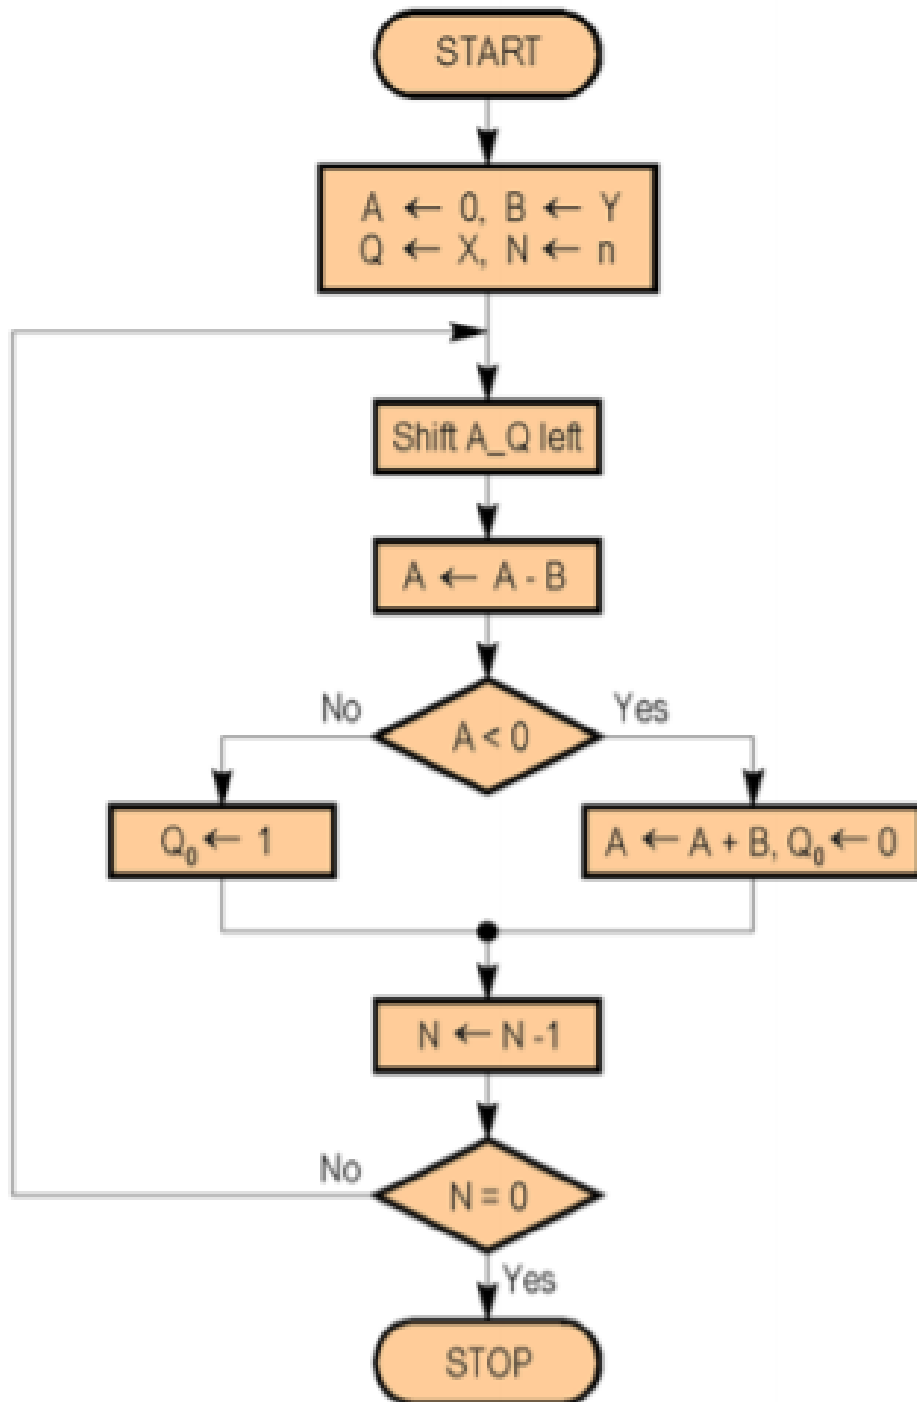 START
A ← 0, B ← Y
Q ← X, N ← n
Shift A_Q left
A ← A - B
No
A < 0
Yes
Q₀ ← 1
A ← A + B, Q₀ ← 0
N ← N -1
No
N = 0
Yes
STOP